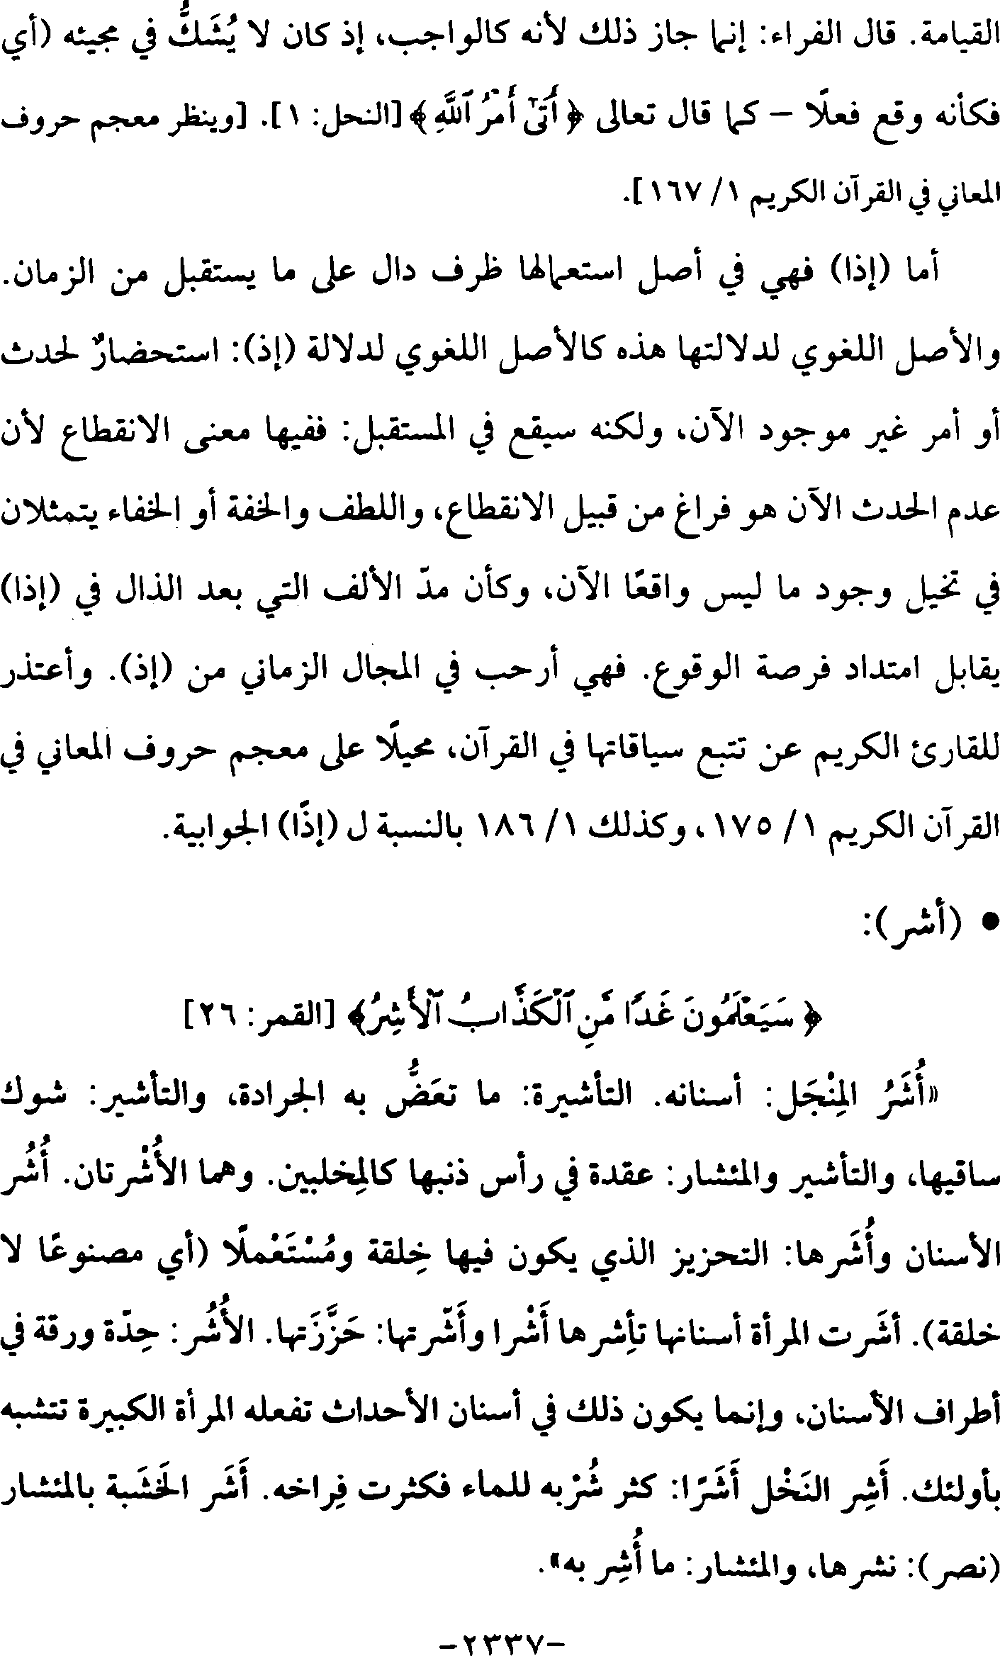 القيامة. قال الفراء: إنما جاز ذلك لأنه كالواجب، إذ كان لا يُشَكُّ في مجيئه (أي
فكأنه وقع فعلًا – كما قال تعالى ﴿أَتَىٰٓ أَمْرُ ٱللَّهِ﴾ [النحل: ١]. [وينظر معجم حروف
المعاني في القرآن الكريم ١/ ١٦٧].
أما (إذا) فهي في أصل استعمالها ظرف دال على ما يستقبل من الزمان.
والأصل اللغوي لدلالتها هذه كالأصل اللغوي لدلالة (إذ): استحضارٌ لحدث
أو أمر غير موجود الآن، ولكنه سيقع في المستقبل: ففيها معنى الانقطاع لأن
عدم الحدث الآن هو فراغ من قبيل الانقطاع، واللطف والخفة أو الخفاء يتمثلان
في تخيل وجود ما ليس واقعًا الآن، وكأن مدّ الألف التي بعد الذال في (إذا)
يقابل امتداد فرصة الوقوع. فهي أرحب في المجال الزماني من (إذ). وأعتذر
للقارئ الكريم عن تتبع سياقاتها في القرآن، محيلًا على معجم حروف المعاني في
القرآن الكريم ١/ ١٧٥، وكذلك ١/ ١٨٦ بالنسبة ل (إذًا) الجوابية.
• (أشر):
﴿سَيَعْلَمُونَ غَدًا مَّنِ ٱلْكَذَّابُ ٱلْأَشِرُ﴾ [القمر: ٢٦]
«أُشَرُ المِنْجَل: أسنانه. التأشيرة: ما تعَضُّ به الجرادة، والتأشير: شوك
ساقيها، والتأشير والمئشار: عقدة في رأس ذنبها كالمِخلبين. وهما الأُشْرتان. أُشُر
الأسنان وأُشَرها: التحزيز الذي يكون فيها خِلقة ومُسْتَعْملًا (أي مصنوعًا لا
خلقة). أشَرت المرأة أسنانها تأشِرها أَشْرا وأَشّرتها: حَزَّزَتها. الأُشُر: حِدّة ورقة في
أطراف الأسنان، وإنما يكون ذلك في أسنان الأحداث تفعله المرأة الكبيرة تتشبه
بأولئك. أَشِر النَخْل أَشَرًا: كثر شُرْبه للماء فكثرت فِراخه. أَشَر الخَشَبة بالمئشار
(نصر): نشرها، والمئشار: ما أُشِر به».
-٢٣٣٧-